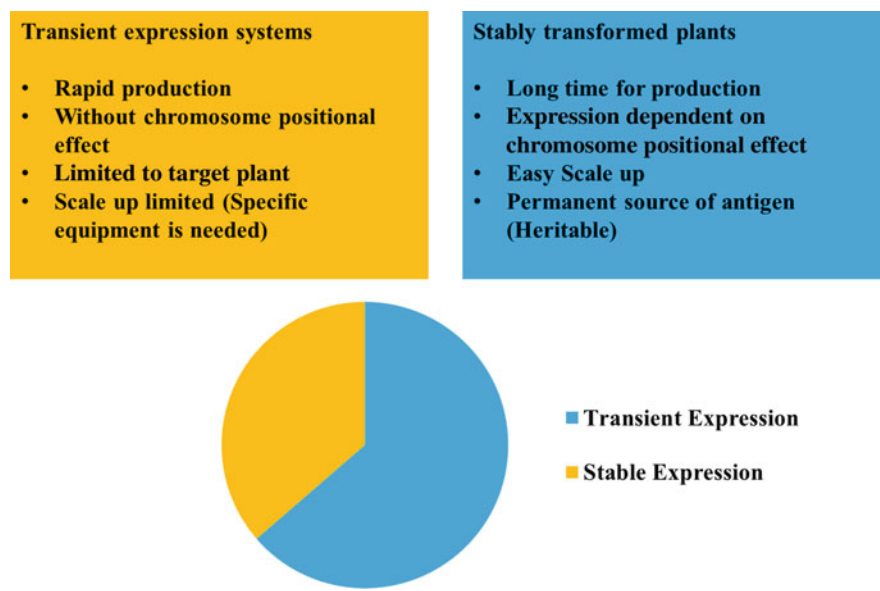 Transient expression systems
• Rapid production
• Without chromosome positional
effect
• Limited to target plant
• Scale up limited (Specific
equipment is needed)
Stably transformed plants
• Long time for production
• Expression dependent on
chromosome positional effect
• Easy Scale up
• Permanent source of antigen
(Heritable)
Transient Expression
Stable Expression